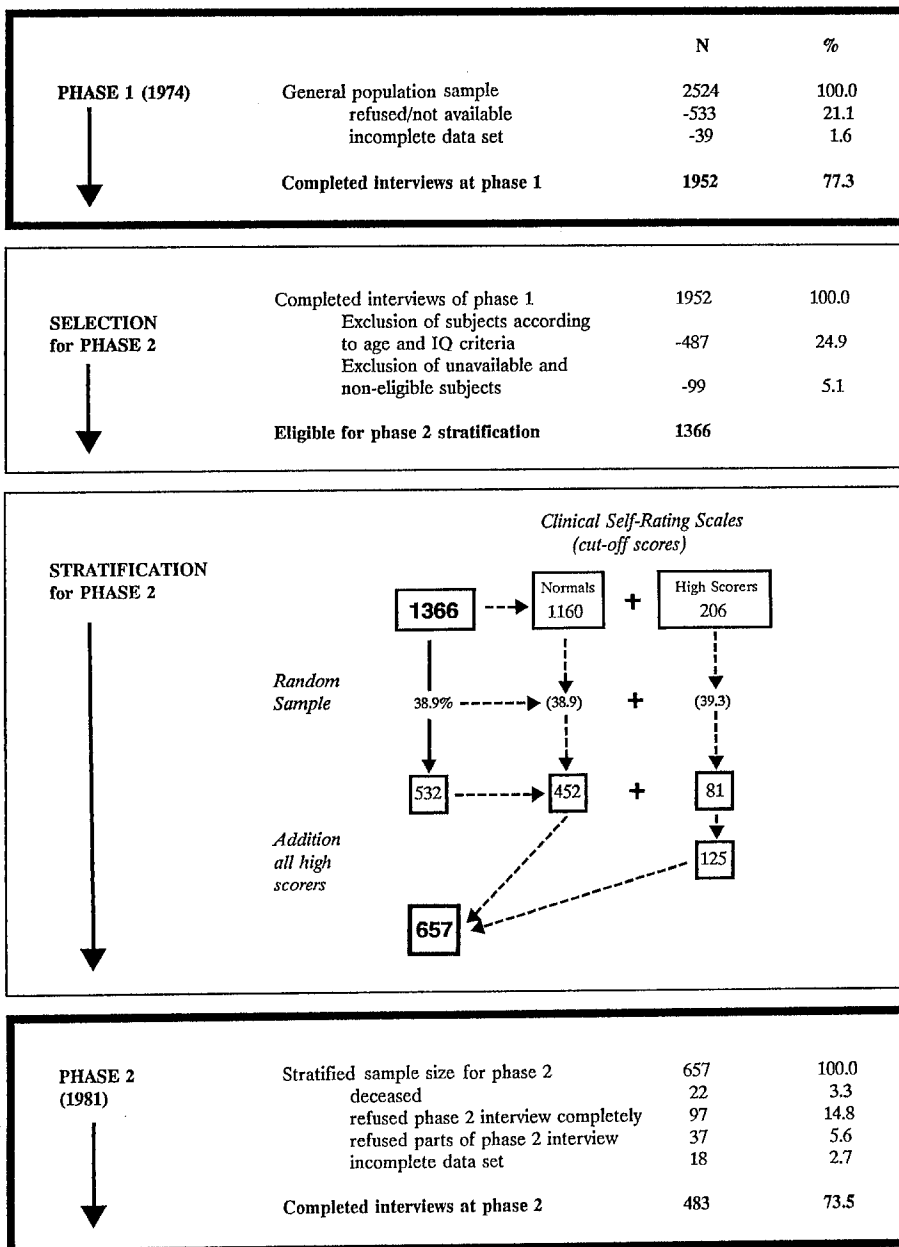 N %
PHASE 1 (1974) General population sample 2524 100.0
refused/not available -533 21.1
incomplete data set -39 1.6
Completed interviews at phase 1 1952 77.3
Completed interviews of phase 1 1952 100.0
SELECTION Exclusion of subjects according
for PHASE 2 to age and IQ criteria -487 24.9
Exclusion of unavailable and
non-eligible subjects -99 5.1
Eligible for phase 2 stratification 1366
Clinical Self-Rating Scales
(cut-off scores)
STRATIFICATION
for PHASE 2
Normals High Scorers
1366 1160 + 206
Random
Sample 38.9% (38.9) + (39.3)
532 452 + 81
Addition
all high 125
scorers
657
PHASE 2 Stratified sample size for phase 2 657 100.0
(1981) deceased 22 3.3
refused phase 2 interview completely 97 14.8
refused parts of phase 2 interview 37 5.6
incomplete data set 18 2.7
Completed interviews at phase 2 483 73.5